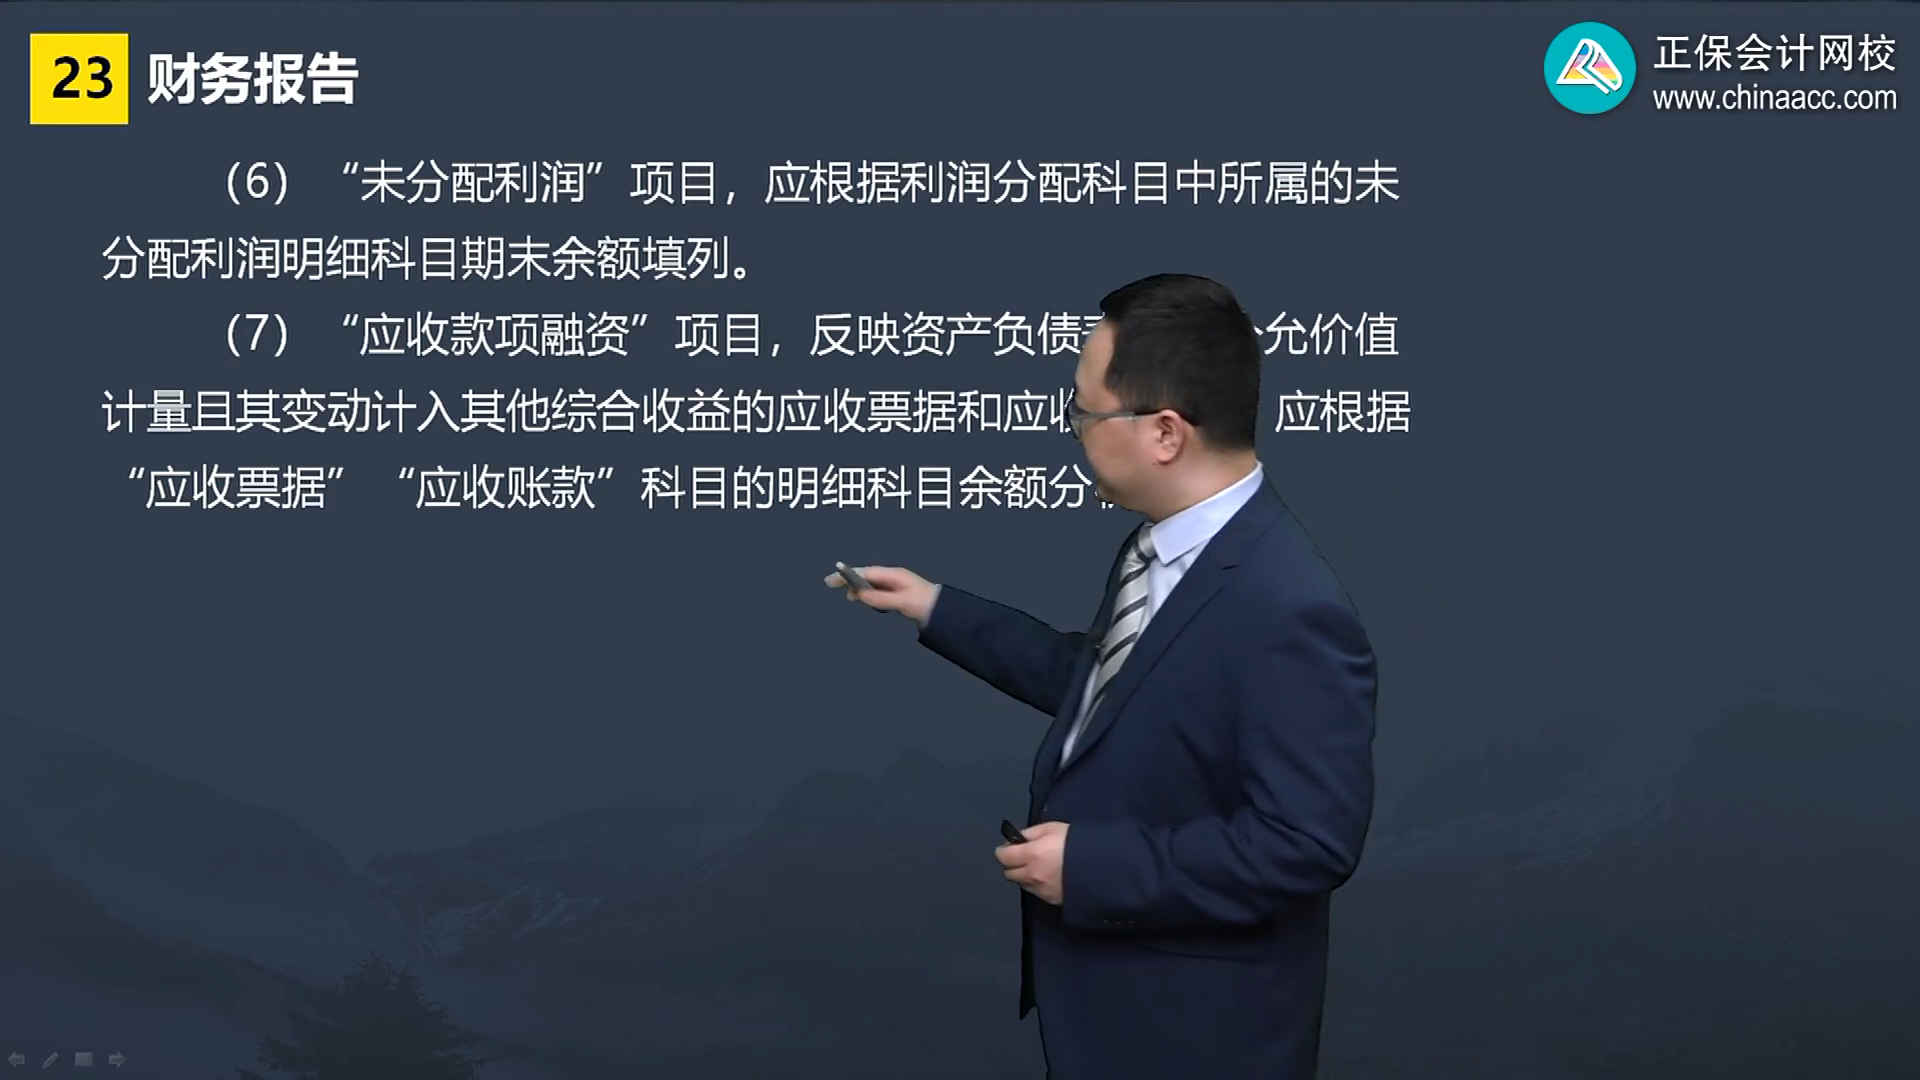 23 财务报告
正保会计网校
www.chinaacc.com
（6）“未分配利润”项目，应根据利润分配科目中所属的未
分配利润明细科目期末余额填列。
（7）“应收款项融资”项目，反映资产负债 允价值
计量且其变动计入其他综合收益的应收票据和应收 应根据
“应收票据”“应收账款”科目的明细科目余额分